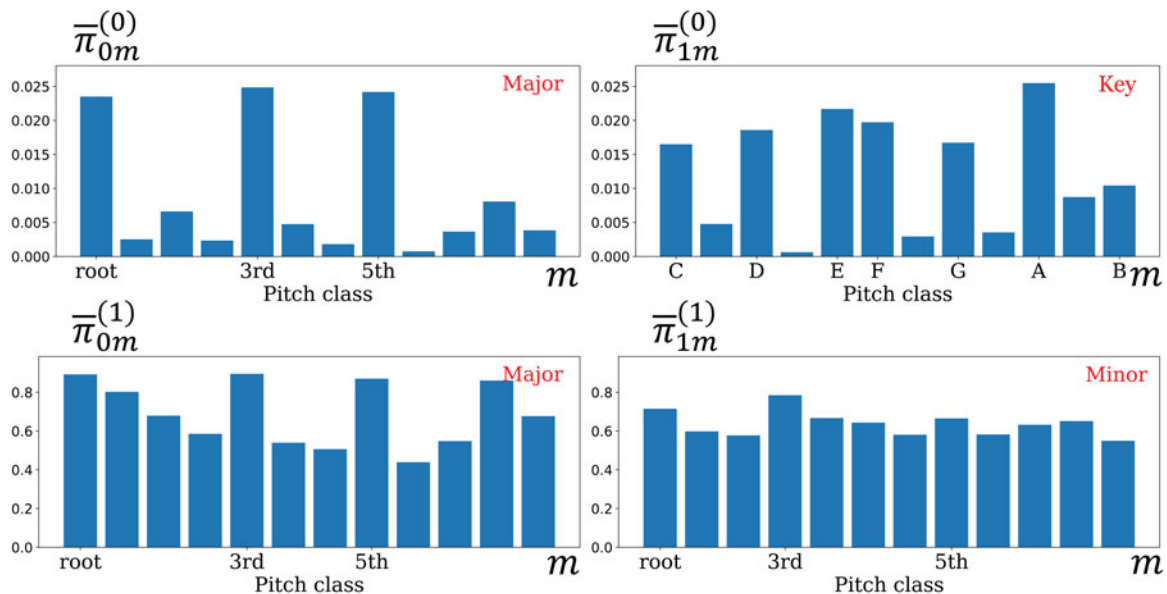 π̅₀ₘ⁽⁰⁾
Major
0.025
0.020
0.015
0.010
0.005
0.000
root 3rd 5th m
Pitch class
π̅₁ₘ⁽⁰⁾
Key
0.025
0.020
0.015
0.010
0.005
0.000
C D E F G A B m
Pitch class
π̅₀ₘ⁽¹⁾
Major
0.8
0.6
0.4
0.2
0.0
root 3rd 5th m
Pitch class
π̅₁ₘ⁽¹⁾
Minor
0.8
0.6
0.4
0.2
0.0
root 3rd 5th m
Pitch class